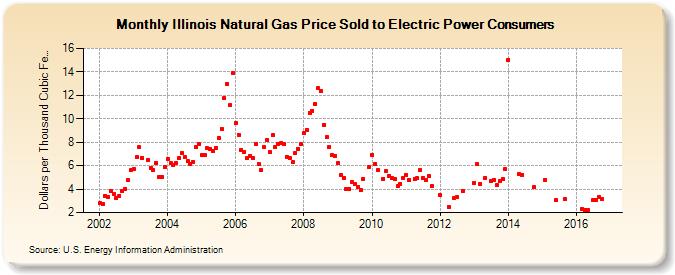 Monthly Illinois Natural Gas Price Sold to Electric Power Consumers
Dollars per Thousand Cubic Fe...
16
14
12
10
8
6
4
2
2002 2004 2006 2008 2010 2012 2014 2016
Source: U.S. Energy Information Administration